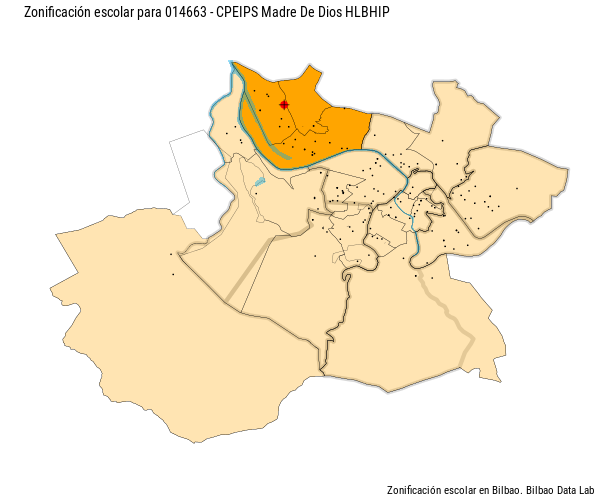 Zonificación escolar para 014663 - CPEIPS Madre De Dios HLBHIP
Zonificación escolar en Bilbao. Bilbao Data Lab